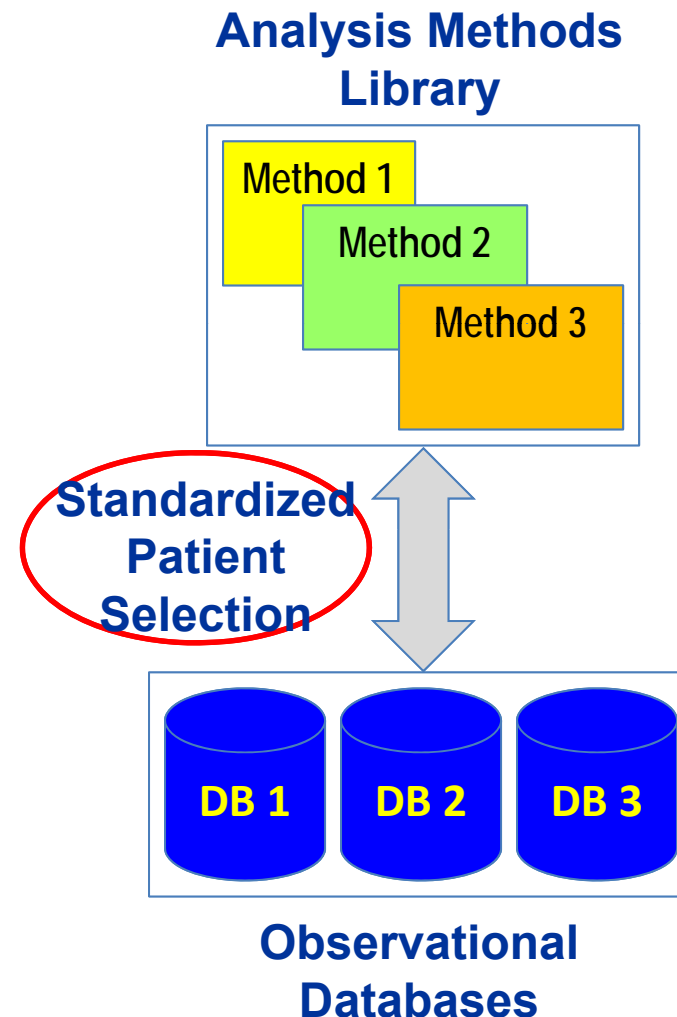 Analysis Methods
Library
Method 1
Method 2
Method 3
Standardized
Patient
Selection
DB 1
DB 2
DB 3
Observational
Databases